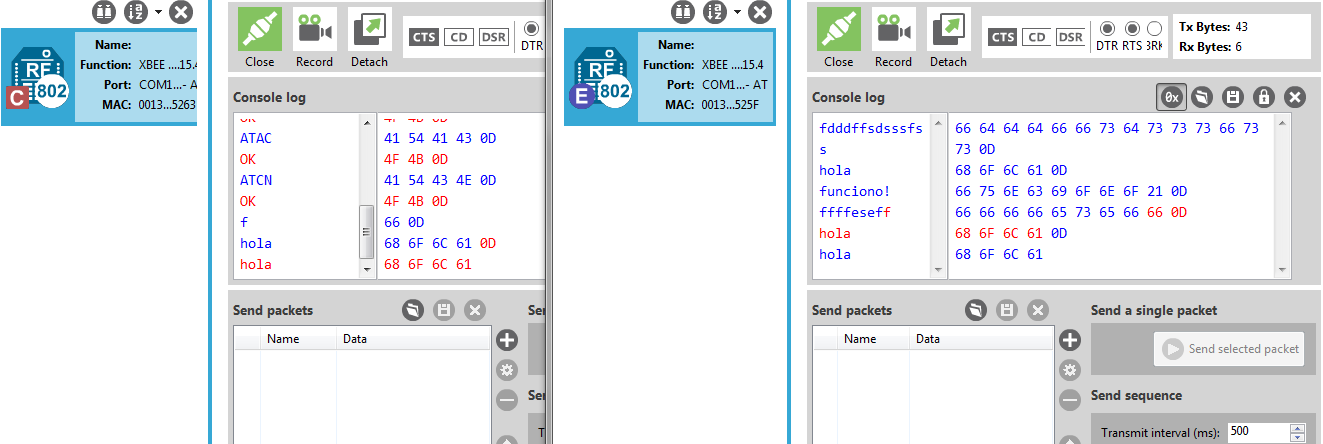 Close
Record
Detach
CTS CD DSR
DTR
Name:
Function: XBEE ....15.4
Port: COM1...- A
MAC: 0013...5263
RF
802
C
Console log
ATAC 41 54 41 43 0D
OK 4F 4B 0D
ATCN 41 54 43 4E 0D
OK 4F 4B 0D
f 66 0D
hola 68 6F 6C 61 0D
hola 68 6F 6C 61
Send packets
Name Data
Close
Record
Detach
CTS CD DSR
DTR RTS BRK
Tx Bytes: 43
Rx Bytes: 6
Name:
Function: XBEE ....15.4
Port: COM1...- AT
MAC: 0013...525F
RF
802
E
Console log
0x
fdddffsdsssfs 66 64 64 64 66 66 73 64 73 73 73 66 73
s 73 0D
hola 68 6F 6C 61 0D
funciono! 66 75 6E 63 69 6F 6E 6F 21 0D
ffffeseff 66 66 66 66 65 73 65 66 66 0D
hola 68 6F 6C 61 0D
hola 68 6F 6C 61
Send packets
Name Data
Send a single packet
Send selected packet
Send sequence
Transmit interval (ms): 500